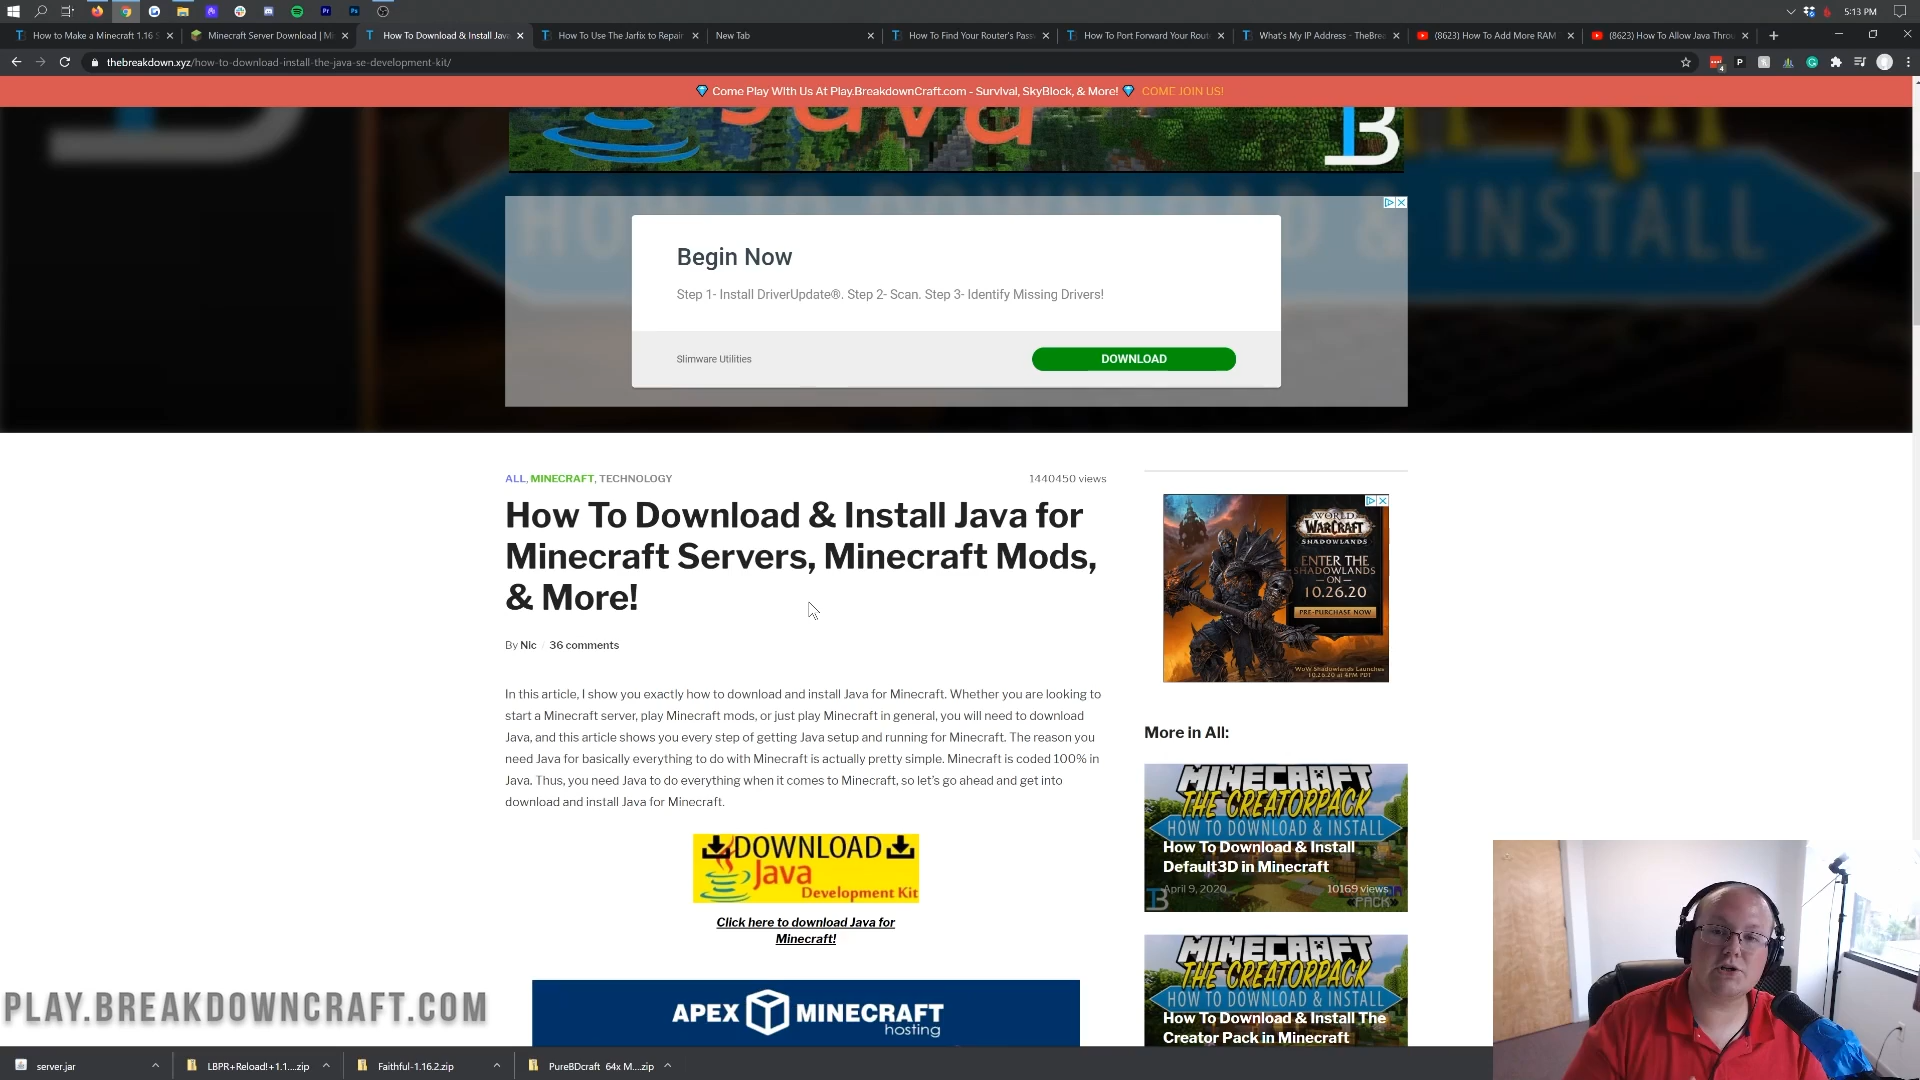 5:13 PM
How to Make a Minecraft 1.16 S
Minecraft Server Download | Mi
How To Download & Install Java
How To Use The Jarfix to Repair
New Tab
How To Find Your Router's Passw
How To Port Forward Your Route
What's My IP Address - TheBrea
(8623) How To Add More RAM
(8623) How To Allow Java Throu
thebreakdown.xyz/how-to-download-install-the-java-se-development-kit/
Come Play With Us At Play.BreakdownCraft.com - Survival, SkyBlock, & More! COME JOIN US!
Java
HOW TO DOWNLOAD & INSTALL
Begin Now
Step 1- Install DriverUpdate®. Step 2- Scan. Step 3- Identify Missing Drivers!
Slimware Utilities
DOWNLOAD
ALL, MINECRAFT, TECHNOLOGY
1440450 views
How To Download & Install Java for
Minecraft Servers, Minecraft Mods,
& More!
By Nic / 36 comments
In this article, I show you exactly how to download and install Java for Minecraft. Whether you are looking to
start a Minecraft server, play Minecraft mods, or just play Minecraft in general, you will need to download
Java, and this article shows you every step of getting Java setup and running for Minecraft. The reason you
need Java for basically everything to do with Minecraft is actually pretty simple. Minecraft is coded 100% in
Java. Thus, you need Java to do everything when it comes to Minecraft, so let's go ahead and get into
download and install Java for Minecraft.
DOWNLOAD
Java
Development Kit
Click here to download Java for
Minecraft!
APEX MINECRAFT
hosting
WORLD
WARCRAFT
SHADOWLANDS
ENTER THE
SHADOWLANDS
ON
10.26.20
PRE-PURCHASE NOW
WoW Shadowlands Launches
10.26.20 at 4PM PDT
More in All:
MINECRAFT
THE CREATORPACK
HOW TO DOWNLOAD & INSTALL
How To Download & Install
Default3D in Minecraft
April 9, 2020
10169 views
PACK
MINECRAFT
THE CREATORPACK
HOW TO DOWNLOAD & INSTALL
How To Download & Install The
Creator Pack in Minecraft
PLAY.BREAKDOWNCRAFT.COM
server.jar
LBPR+Reload!+1.1....zip
Faithful-1.16.2.zip
PureBDcraft 64x M....zip